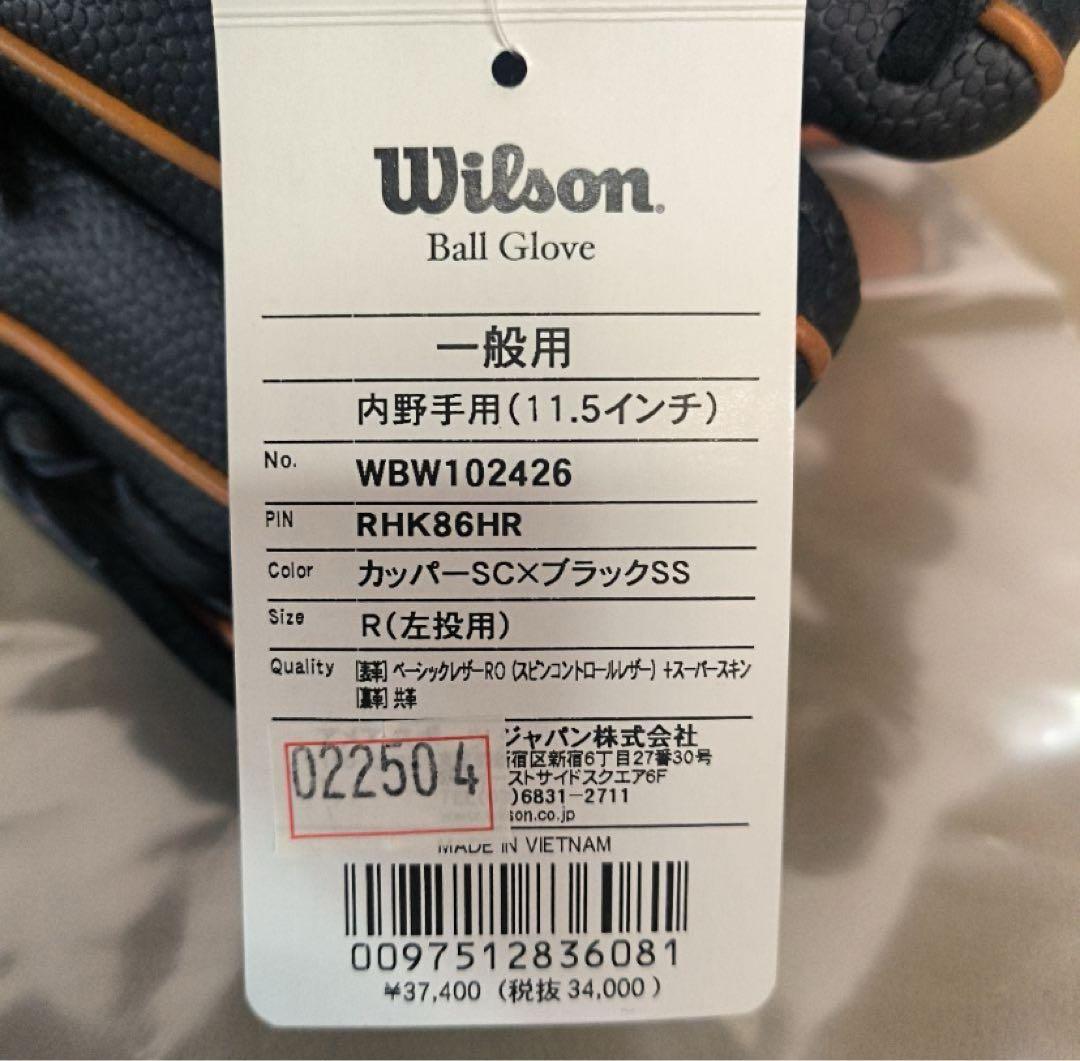 Wilson
Ball Glove
一般用
内野手用(11.5インチ)
No. WBW102426
PIN RHK86HR
Color カッパーSC×ブラックSS
Size R(左投用)
Quality [表革] ベーシックレザーRO (スピンコントロールレザー) +スーパースキン
[裏革] 共革
ジャパン株式会社
宿区新宿6丁目27番30号
ストサイドスクエア6F
)6831-2711
son.co.jp
022504
MADE IN VIETNAM
0097512836081
¥37,400 (税抜 34,000)